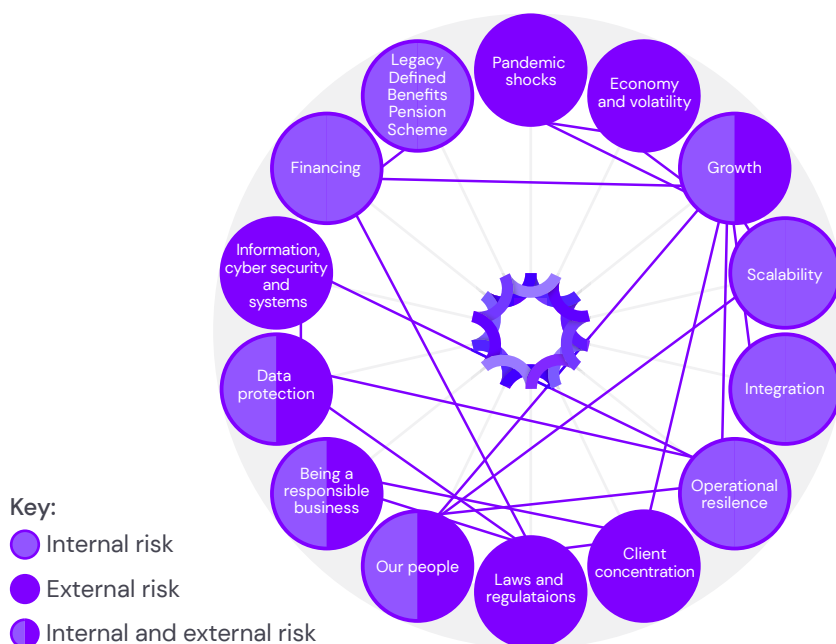 Pandemic
shocks
Economy
and volatility
Growth
Scalability
Integration
Operational
resilence
Client
concentration
Laws and
regulataions
Our people
Being a
responsible
business
Data
protection
Information,
cyber security
and
systems
Financing
Legacy
Defined
Benefits
Pension
Scheme
Key:
Internal risk
External risk
Internal and external risk